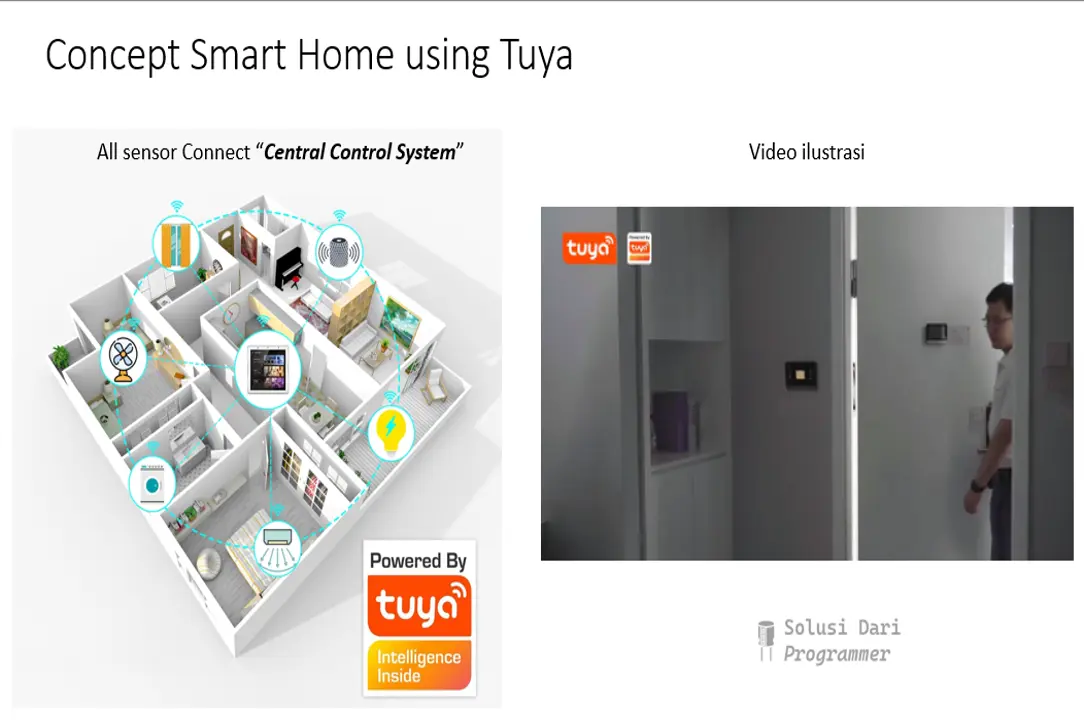 Concept Smart Home using Tuya
All sensor Connect “Central Control System”
Powered By
tuya
Intelligence
Inside
Video ilustrasi
tuya
Powered By
tuya
Solusi Dari
Programmer